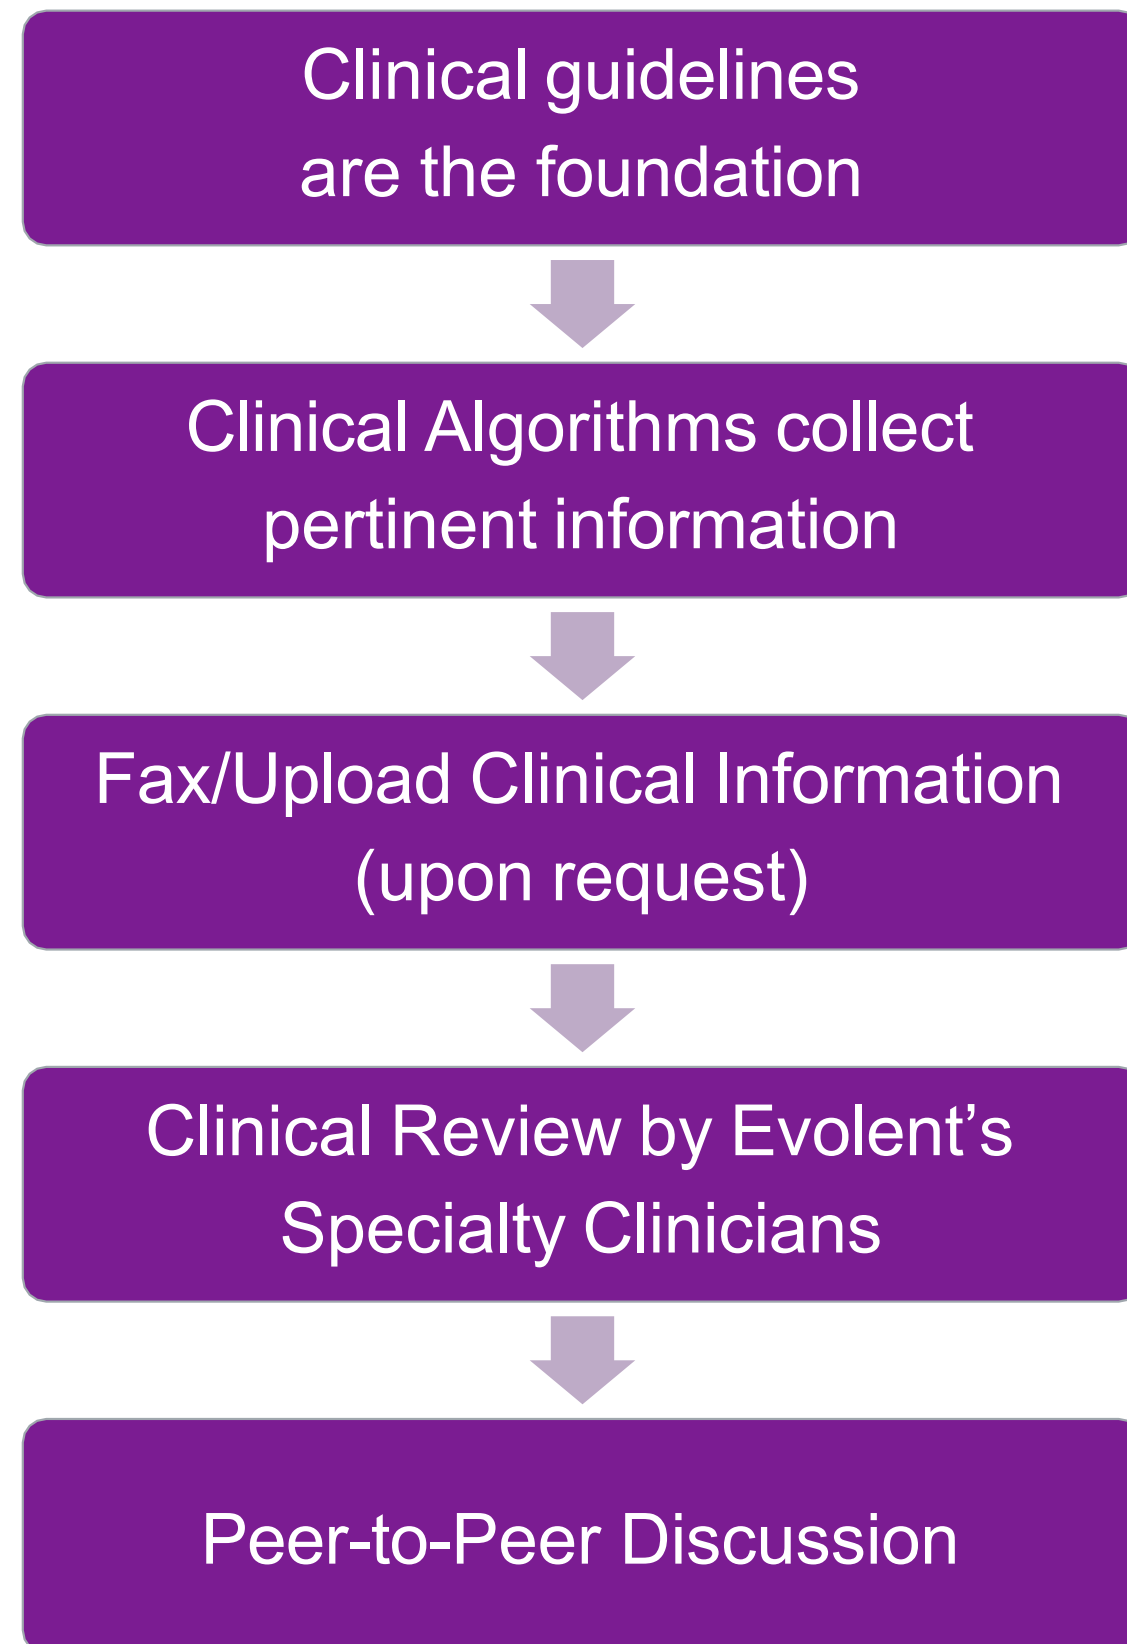 Clinical guidelines
are the foundation
Clinical Algorithms collect
pertinent information
Fax/Upload Clinical Information
(upon request)
Clinical Review by Evolent’s
Specialty Clinicians
Peer-to-Peer Discussion